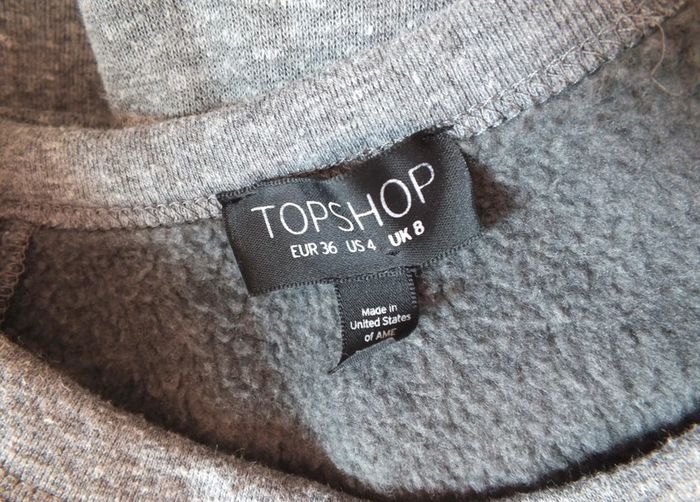 TOPSHOP
EUR 36 US 4 UK 8
Made in
United States
of AME